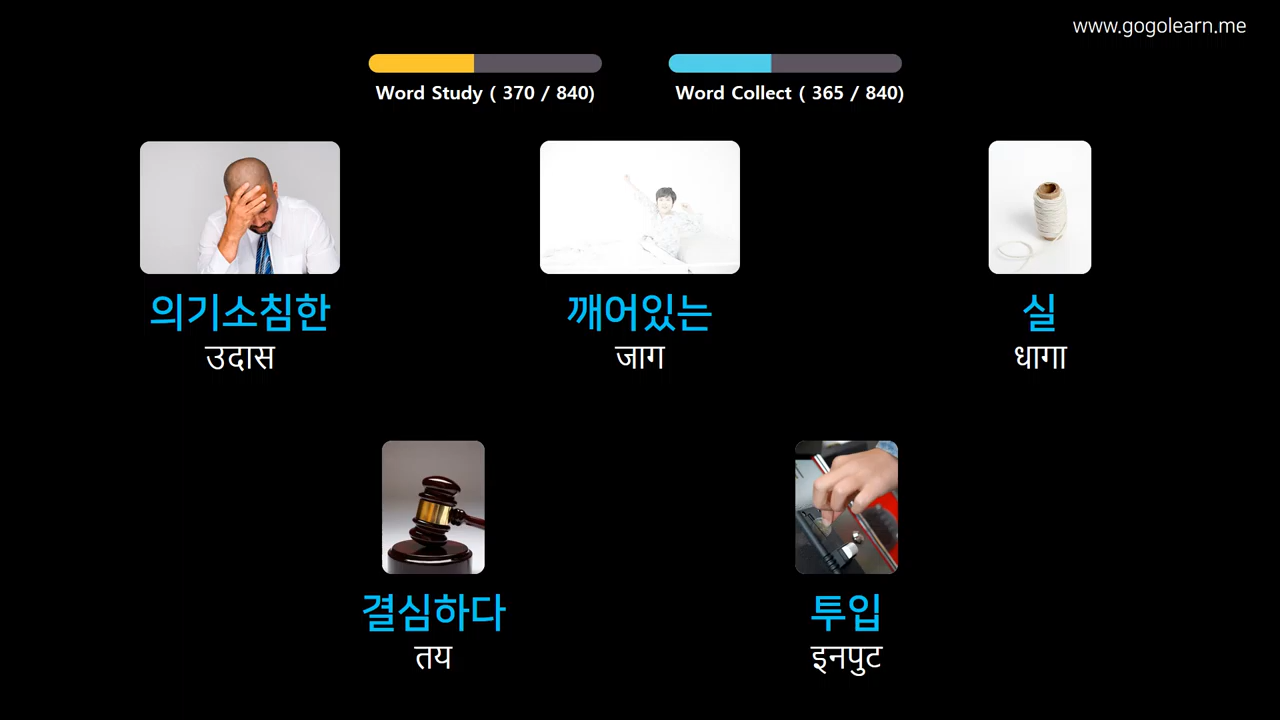 www.gogolearn.me
Word Study ( 370 / 840)
Word Collect ( 365 / 840)
의기소침한
उदास
깨어있는
जाग
실
धागा
결심하다
तय
투입
इनपुट